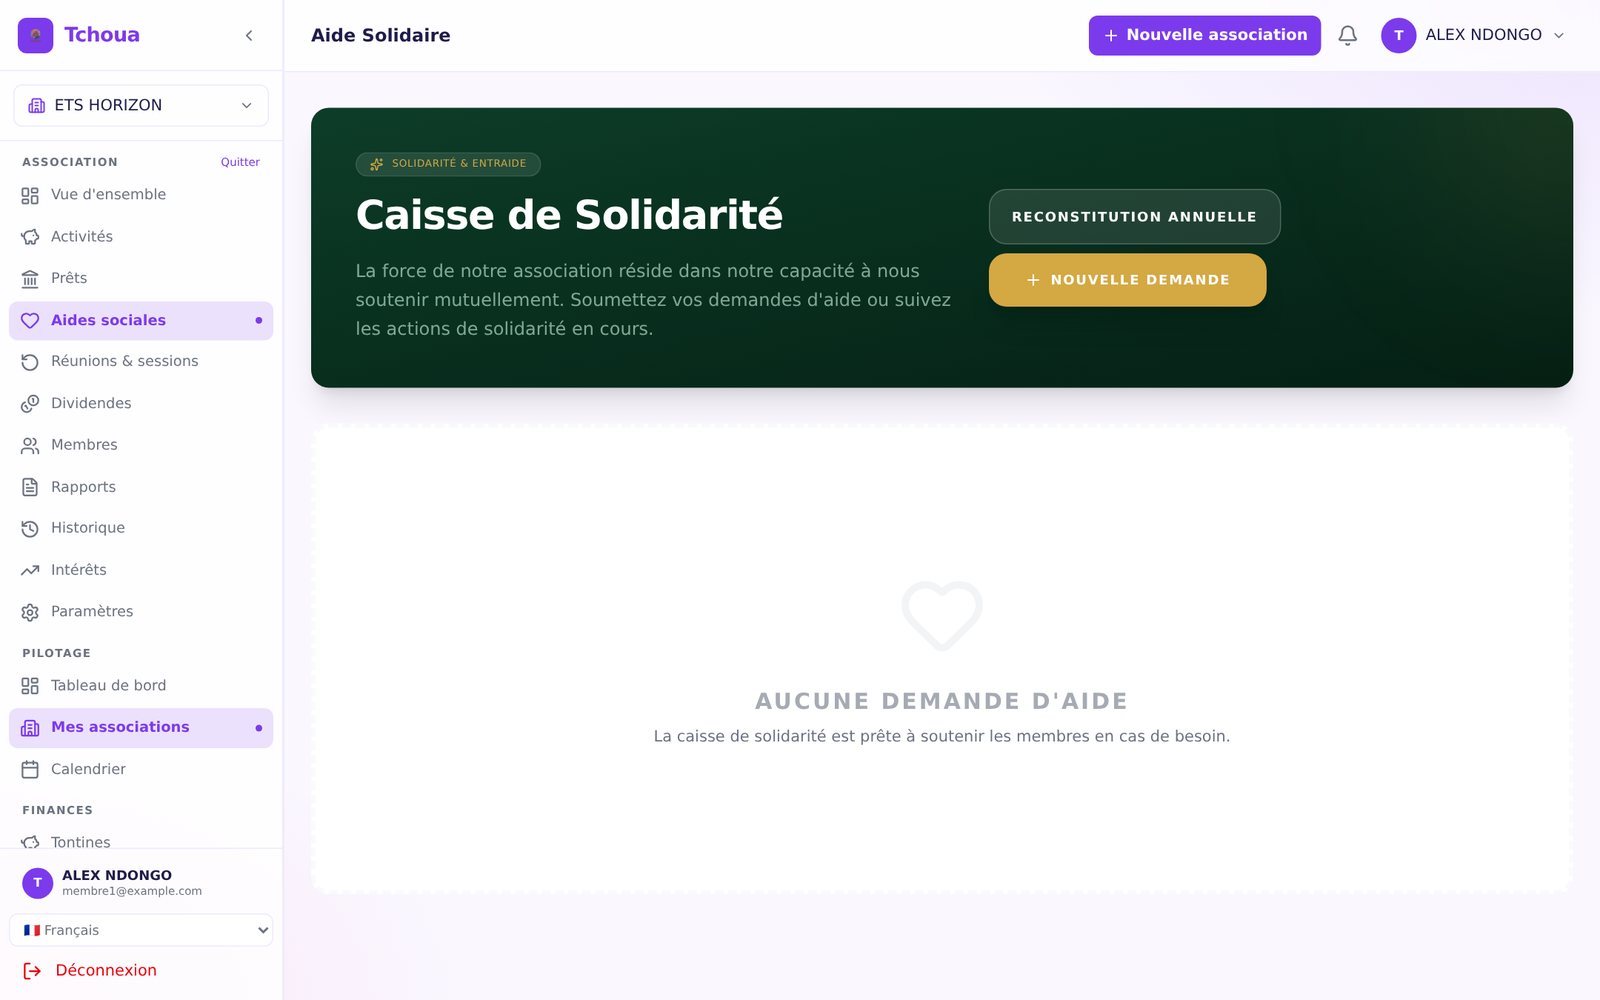 Tchoua
Aide Solidaire
Nouvelle association
T
ALEX NDONGO
ETS HORIZON
ASSOCIATION
Quitter
Vue d'ensemble
Activités
Prêts
Aides sociales
Réunions & sessions
Dividendes
Membres
Rapports
Historique
Intérêts
Paramètres
PILOTAGE
Tableau de bord
Mes associations
Calendrier
FINANCES
Tontines
T
ALEX NDONGO
membre1@example.com
Français
Déconnexion
SOLIDARITÉ & ENTRAIDE
Caisse de Solidarité
La force de notre association réside dans notre capacité à nous
soutenir mutuellement. Soumettez vos demandes d'aide ou suivez
les actions de solidarité en cours.
RECONSTITUTION ANNUELLE
NOUVELLE DEMANDE
AUCUNE DEMANDE D'AIDE
La caisse de solidarité est prête à soutenir les membres en cas de besoin.